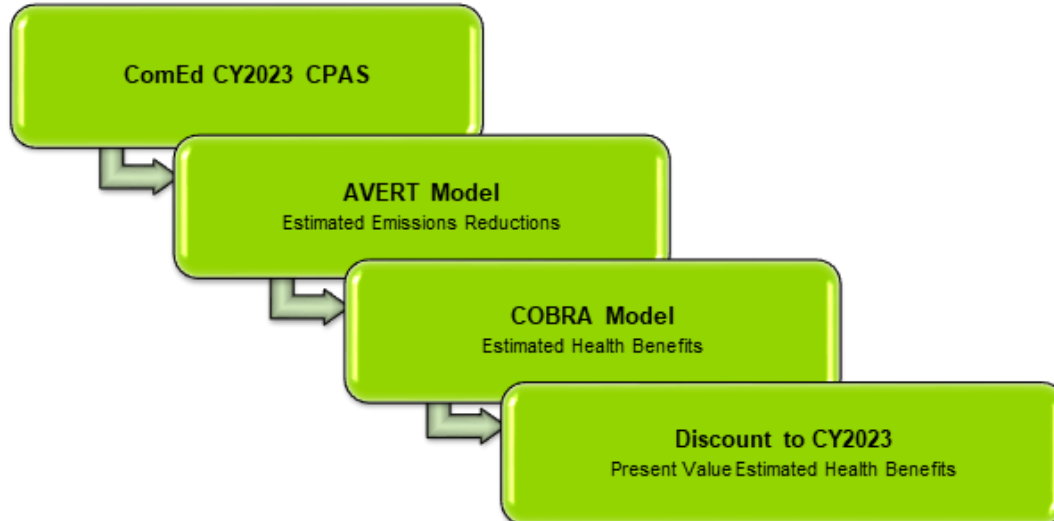 ComEd CY2023 CPAS
AVERT Model
Estimated Emissions Reductions
COBRA Model
Estimated Health Benefits
Discount to CY2023
Present Value Estimated Health Benefits